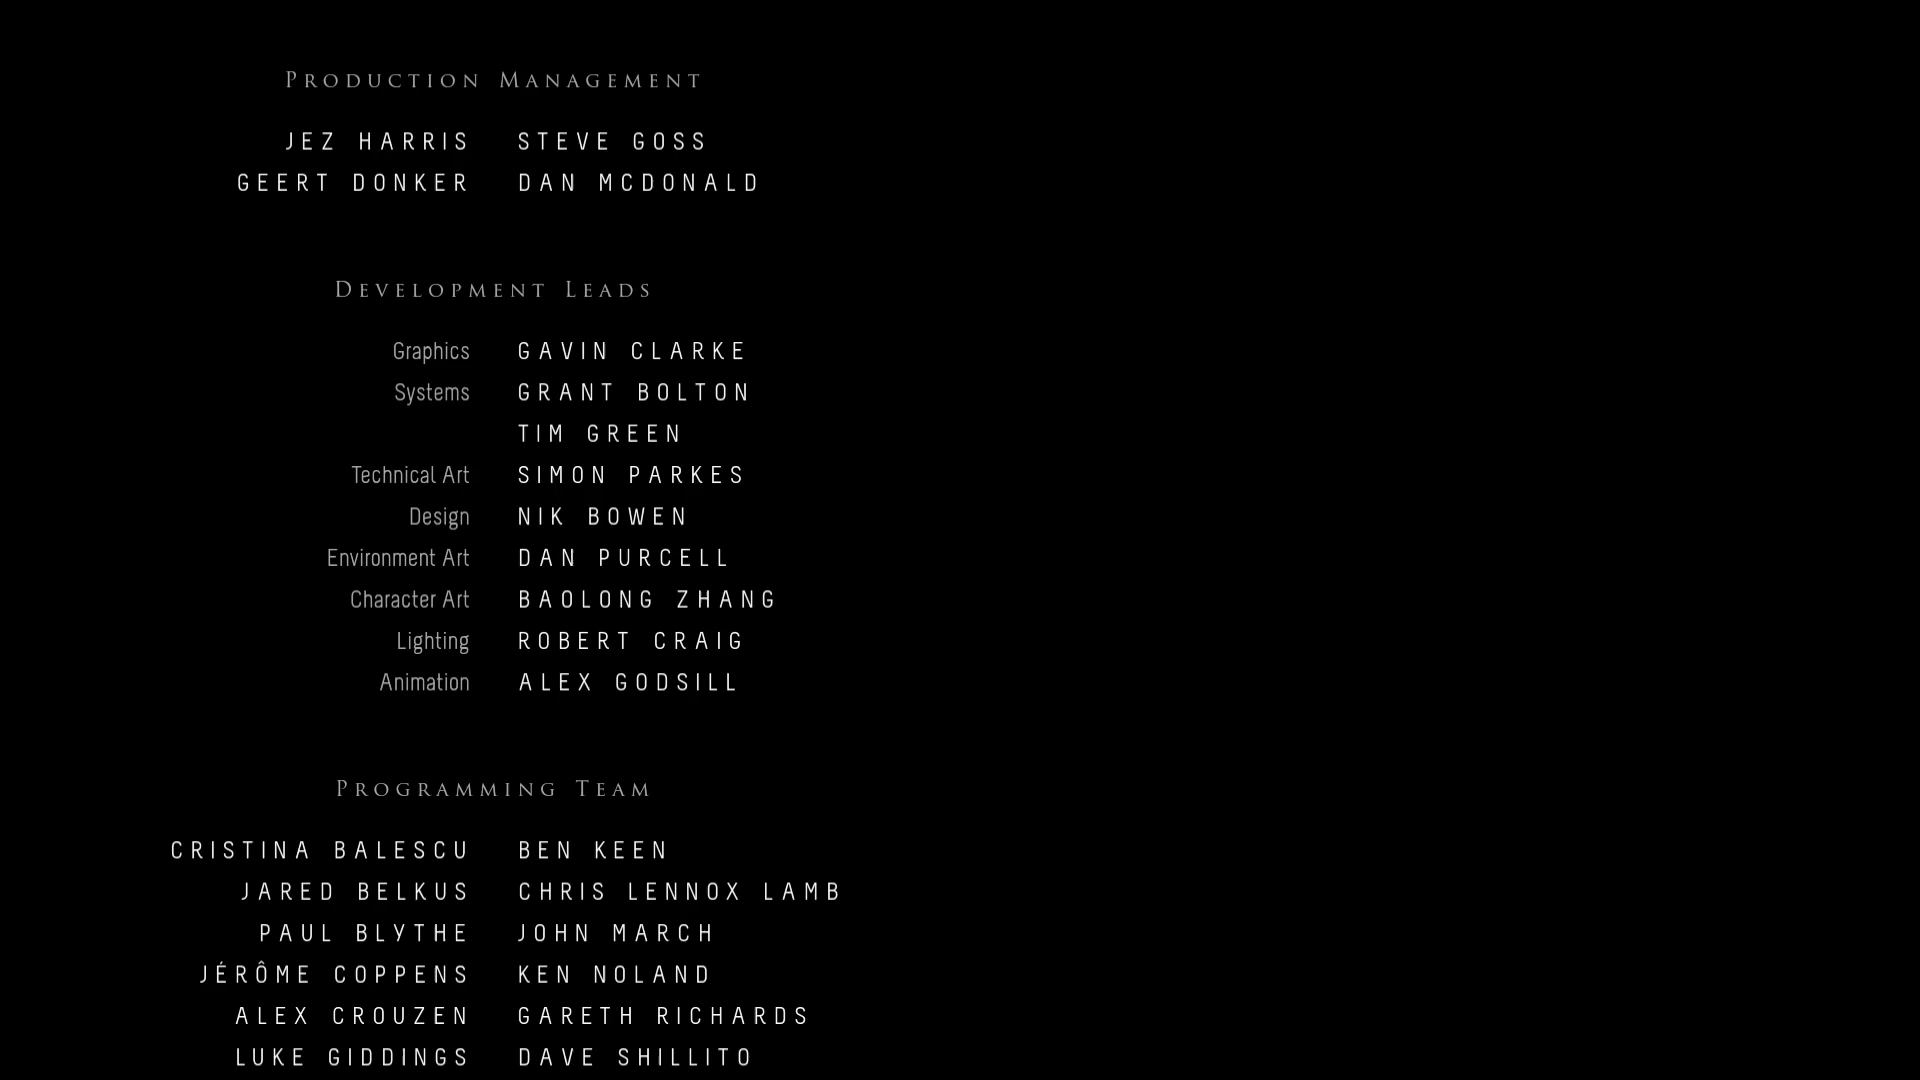 PRODUCTION MANAGEMENT
JEZ HARRIS STEVE GOSS
GEERT DONKER DAN MCDONALD
DEVELOPMENT LEADS
Graphics GAVIN CLARKE
Systems GRANT BOLTON
TIM GREEN
Technical Art SIMON PARKES
Design NIK BOWEN
Environment Art DAN PURCELL
Character Art BAOLONG ZHANG
Lighting ROBERT CRAIG
Animation ALEX GODSILL
PROGRAMMING TEAM
CRISTINA BALESCU BEN KEEN
JARED BELKUS CHRIS LENNOX LAMB
PAUL BLYTHE JOHN MARCH
JÉRÔME COPPENS KEN NOLAND
ALEX CROUZEN GARETH RICHARDS
LUKE GIDDINGS DAVE SHILLITO